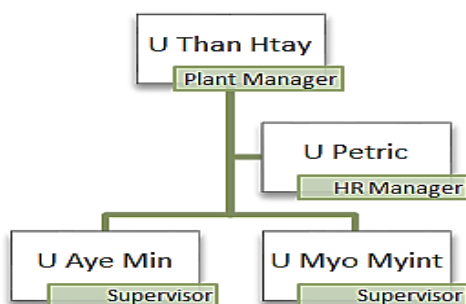 U Than Htay
Plant Manager
U Petric
HR Manager
U Aye Min
Supervisor
U Myo Myint
Supervisor